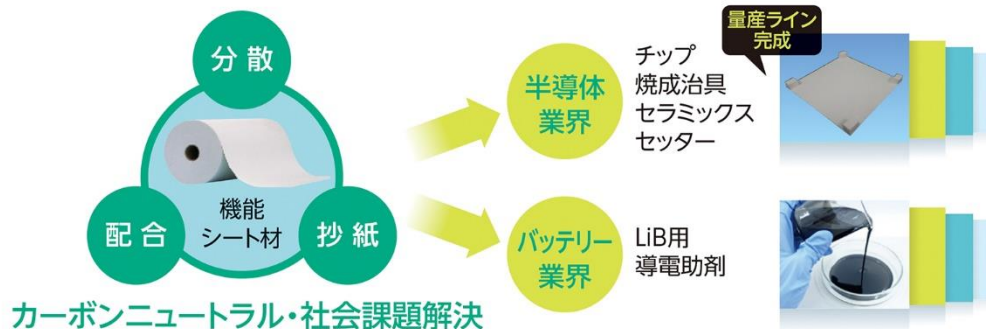 分散
配合
抄紙
機能
シート材
カーボンニュートラル・社会課題解決
半導体
業界
チップ
焼成治具
セラミックス
セッター
量産ライン
完成
バッテリー
業界
LiB用
導電助剤